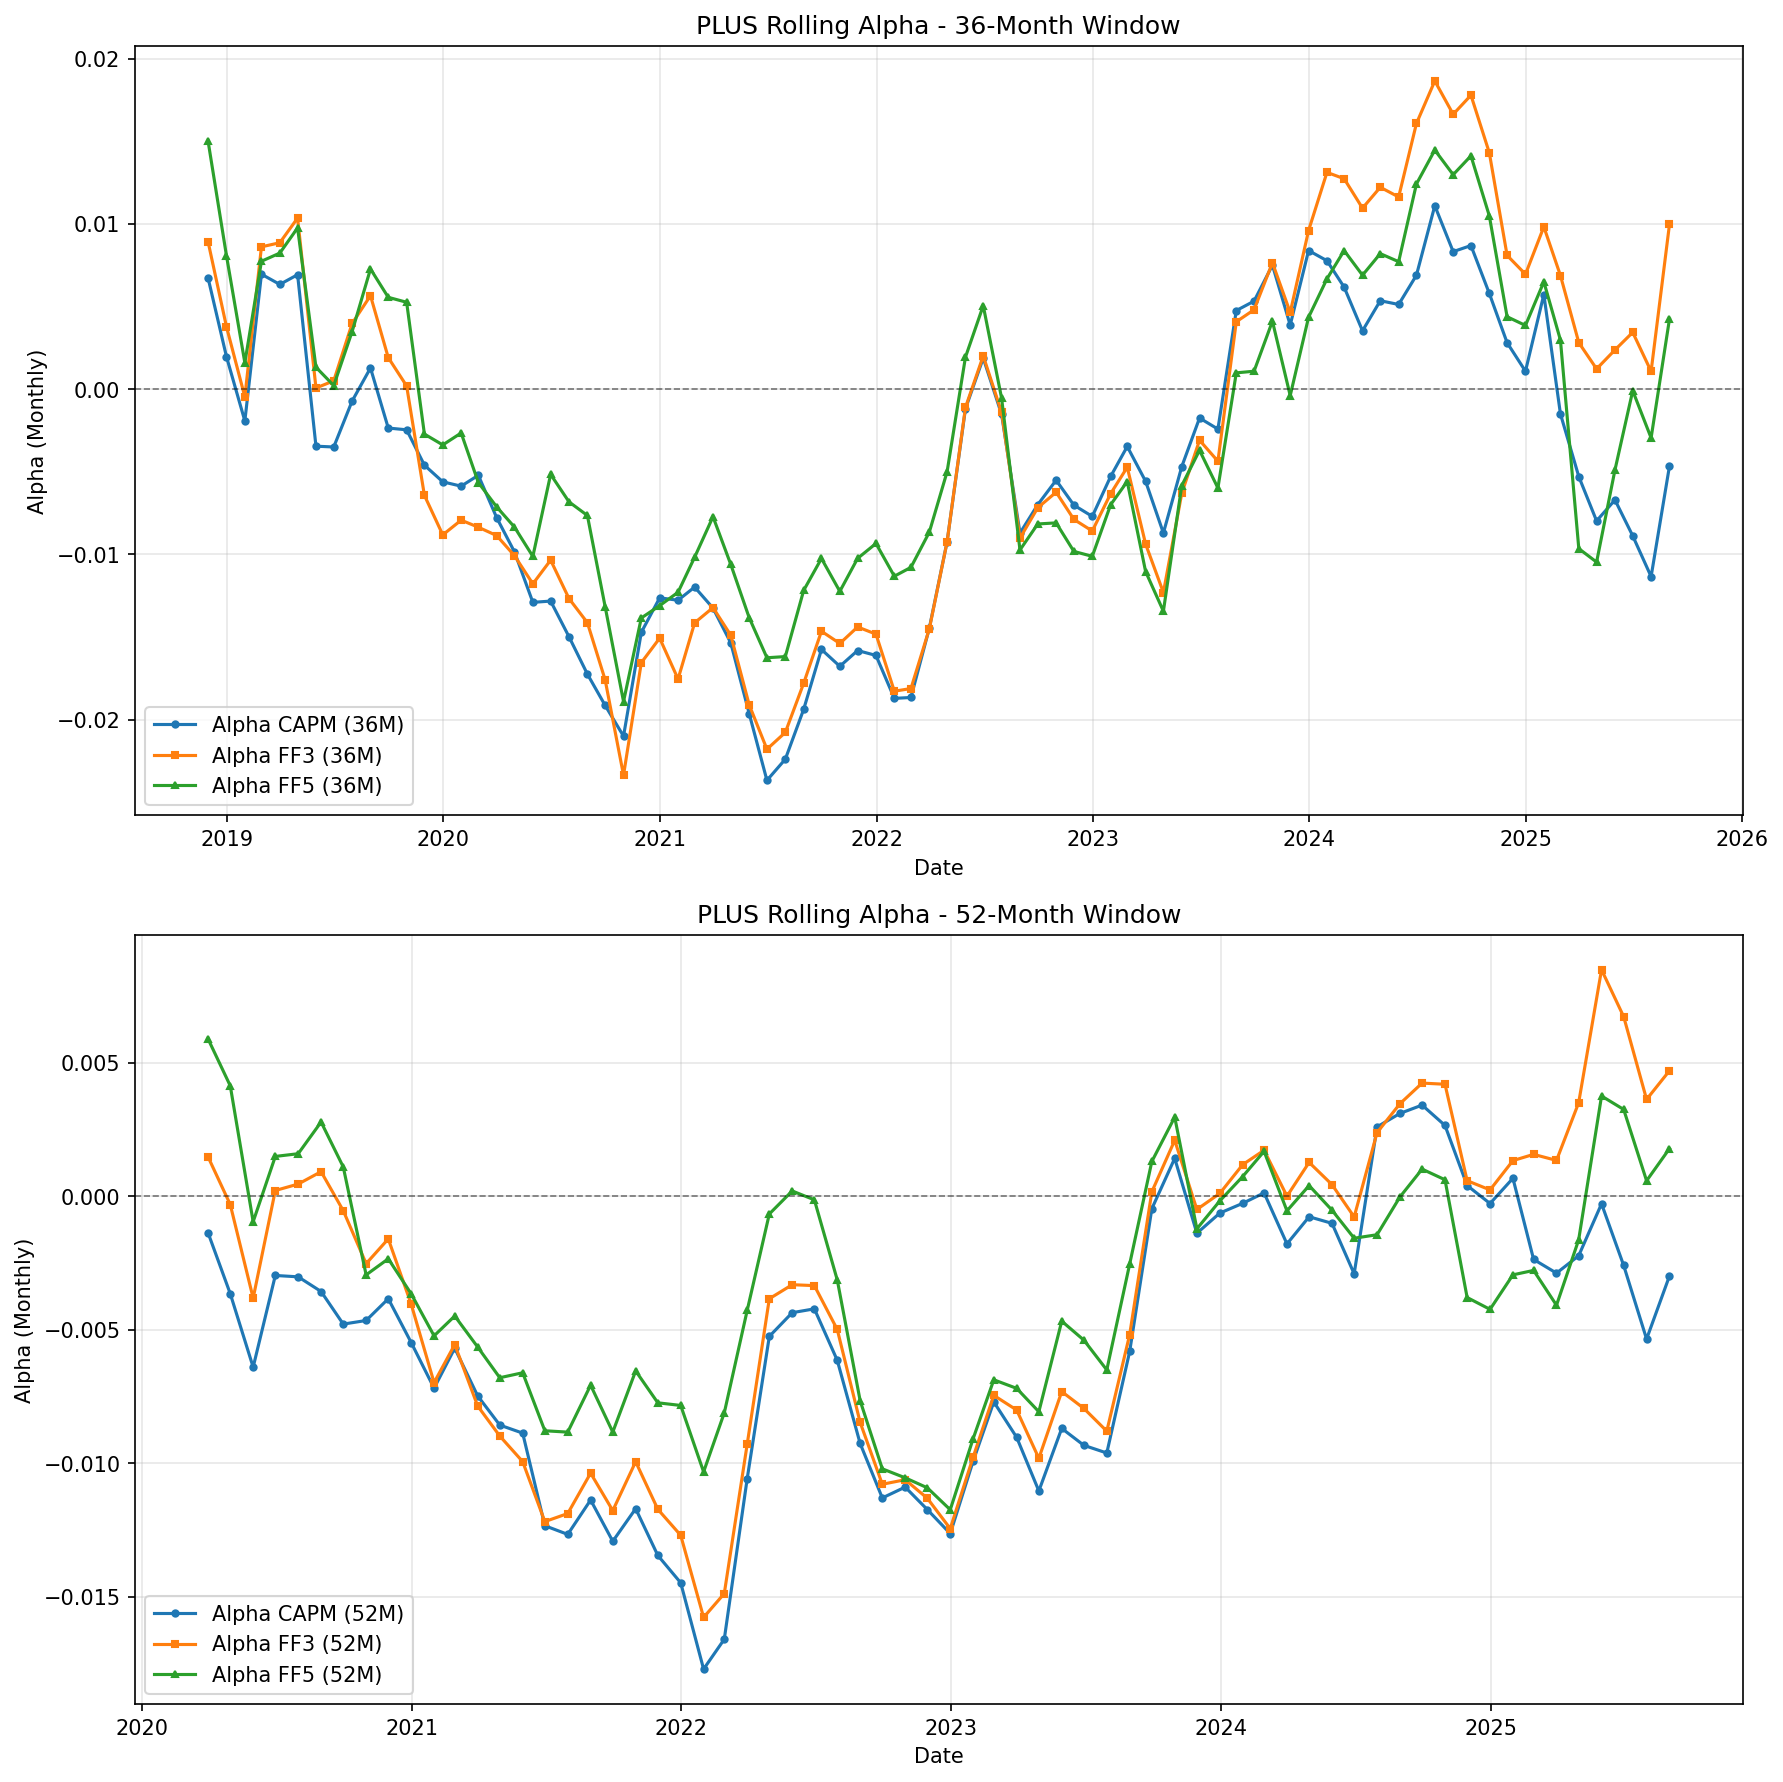 PLUS Rolling Alpha - 36-Month Window
0.02
0.01
0.00
−0.01
−0.02
Alpha (Monthly)
Alpha CAPM (36M)
Alpha FF3 (36M)
Alpha FF5 (36M)
2019 2020 2021 2022 2023 2024 2025 2026
Date
PLUS Rolling Alpha - 52-Month Window
0.005
0.000
−0.005
−0.010
−0.015
Alpha (Monthly)
Alpha CAPM (52M)
Alpha FF3 (52M)
Alpha FF5 (52M)
2020 2021 2022 2023 2024 2025
Date